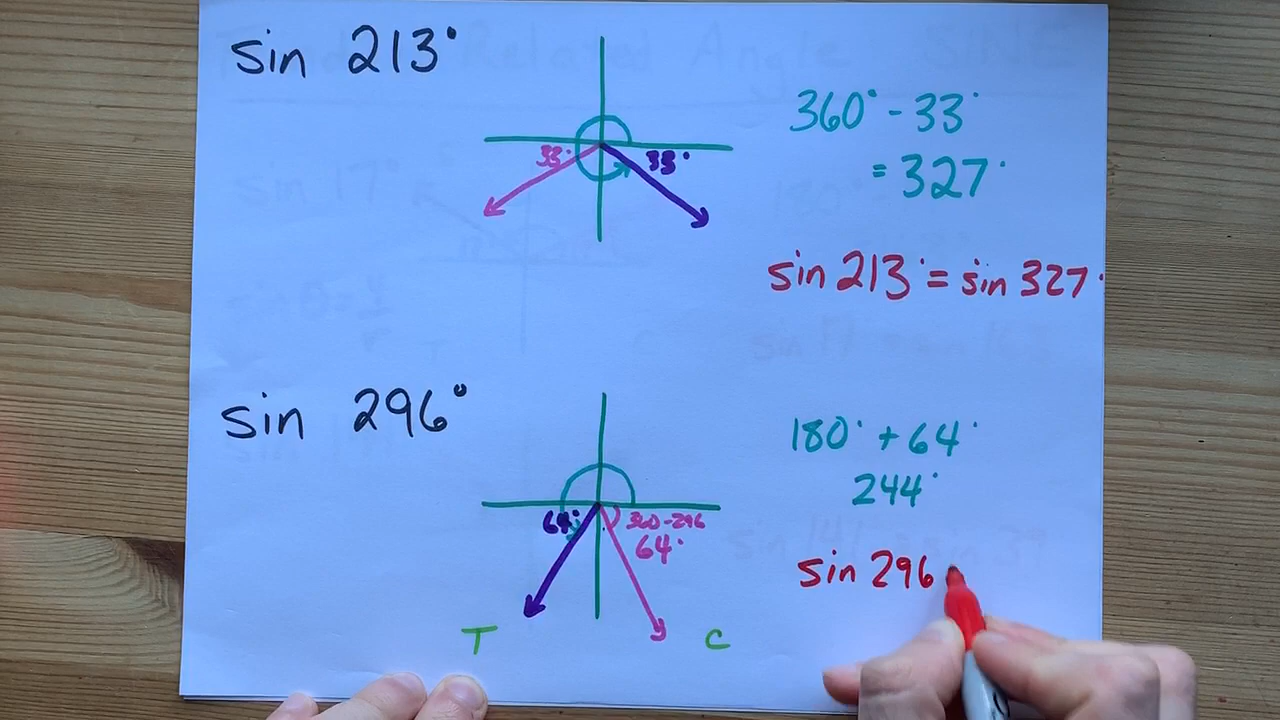 sin 213°
33°
33°
360° - 33°
= 327°
sin 213° = sin 327°
sin 296°
64°
360-296
64°
T
C
180° + 64°
244°
sin 296